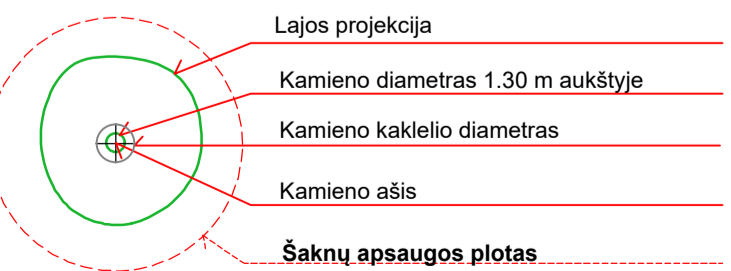 Lajos projekcija
Kamieno diametras 1.30 m aukštyje
Kamieno kaklelio diametras
Kamieno ašis
Šaknų apsaugos plotas